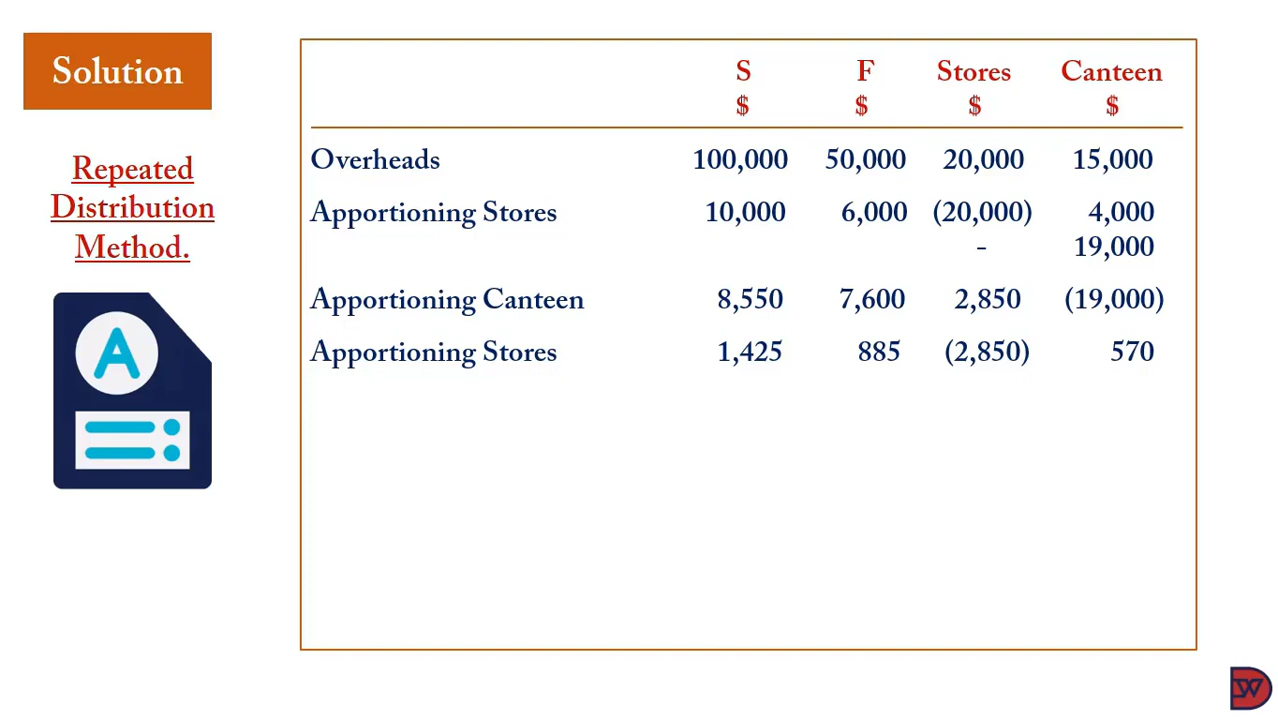 Solution
Repeated
Distribution
Method.
A
S F Stores Canteen
$ $ $ $
Overheads 100,000 50,000 20,000 15,000
Apportioning Stores 10,000 6,000 (20,000) 4,000
- 19,000
Apportioning Canteen 8,550 7,600 2,850 (19,000)
Apportioning Stores 1,425 885 (2,850) 570
W